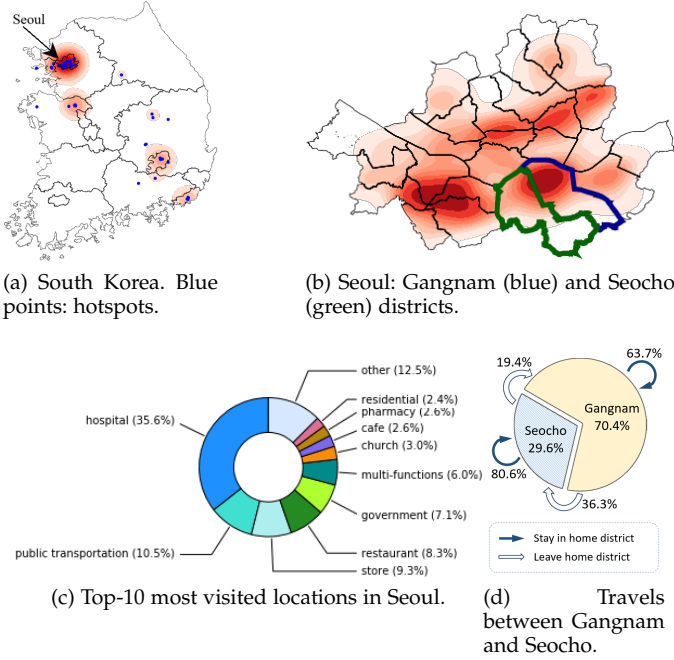 Seoul
(a) South Korea. Blue
points: hotspots.
(b) Seoul: Gangnam (blue) and Seocho
(green) districts.
other (12.5%)
residential (2.4%)
pharmacy (2.6%)
cafe (2.6%)
church (3.0%)
multi-functions (6.0%)
government (7.1%)
restaurant (8.3%)
store (9.3%)
public transportation (10.5%)
hospital (35.6%)
(c) Top-10 most visited locations in Seoul.
19.4%
63.7%
Gangnam
70.4%
Seocho
29.6%
80.6%
36.3%
Stay in home district
Leave home district
(d) Travels
between Gangnam
and Seocho.